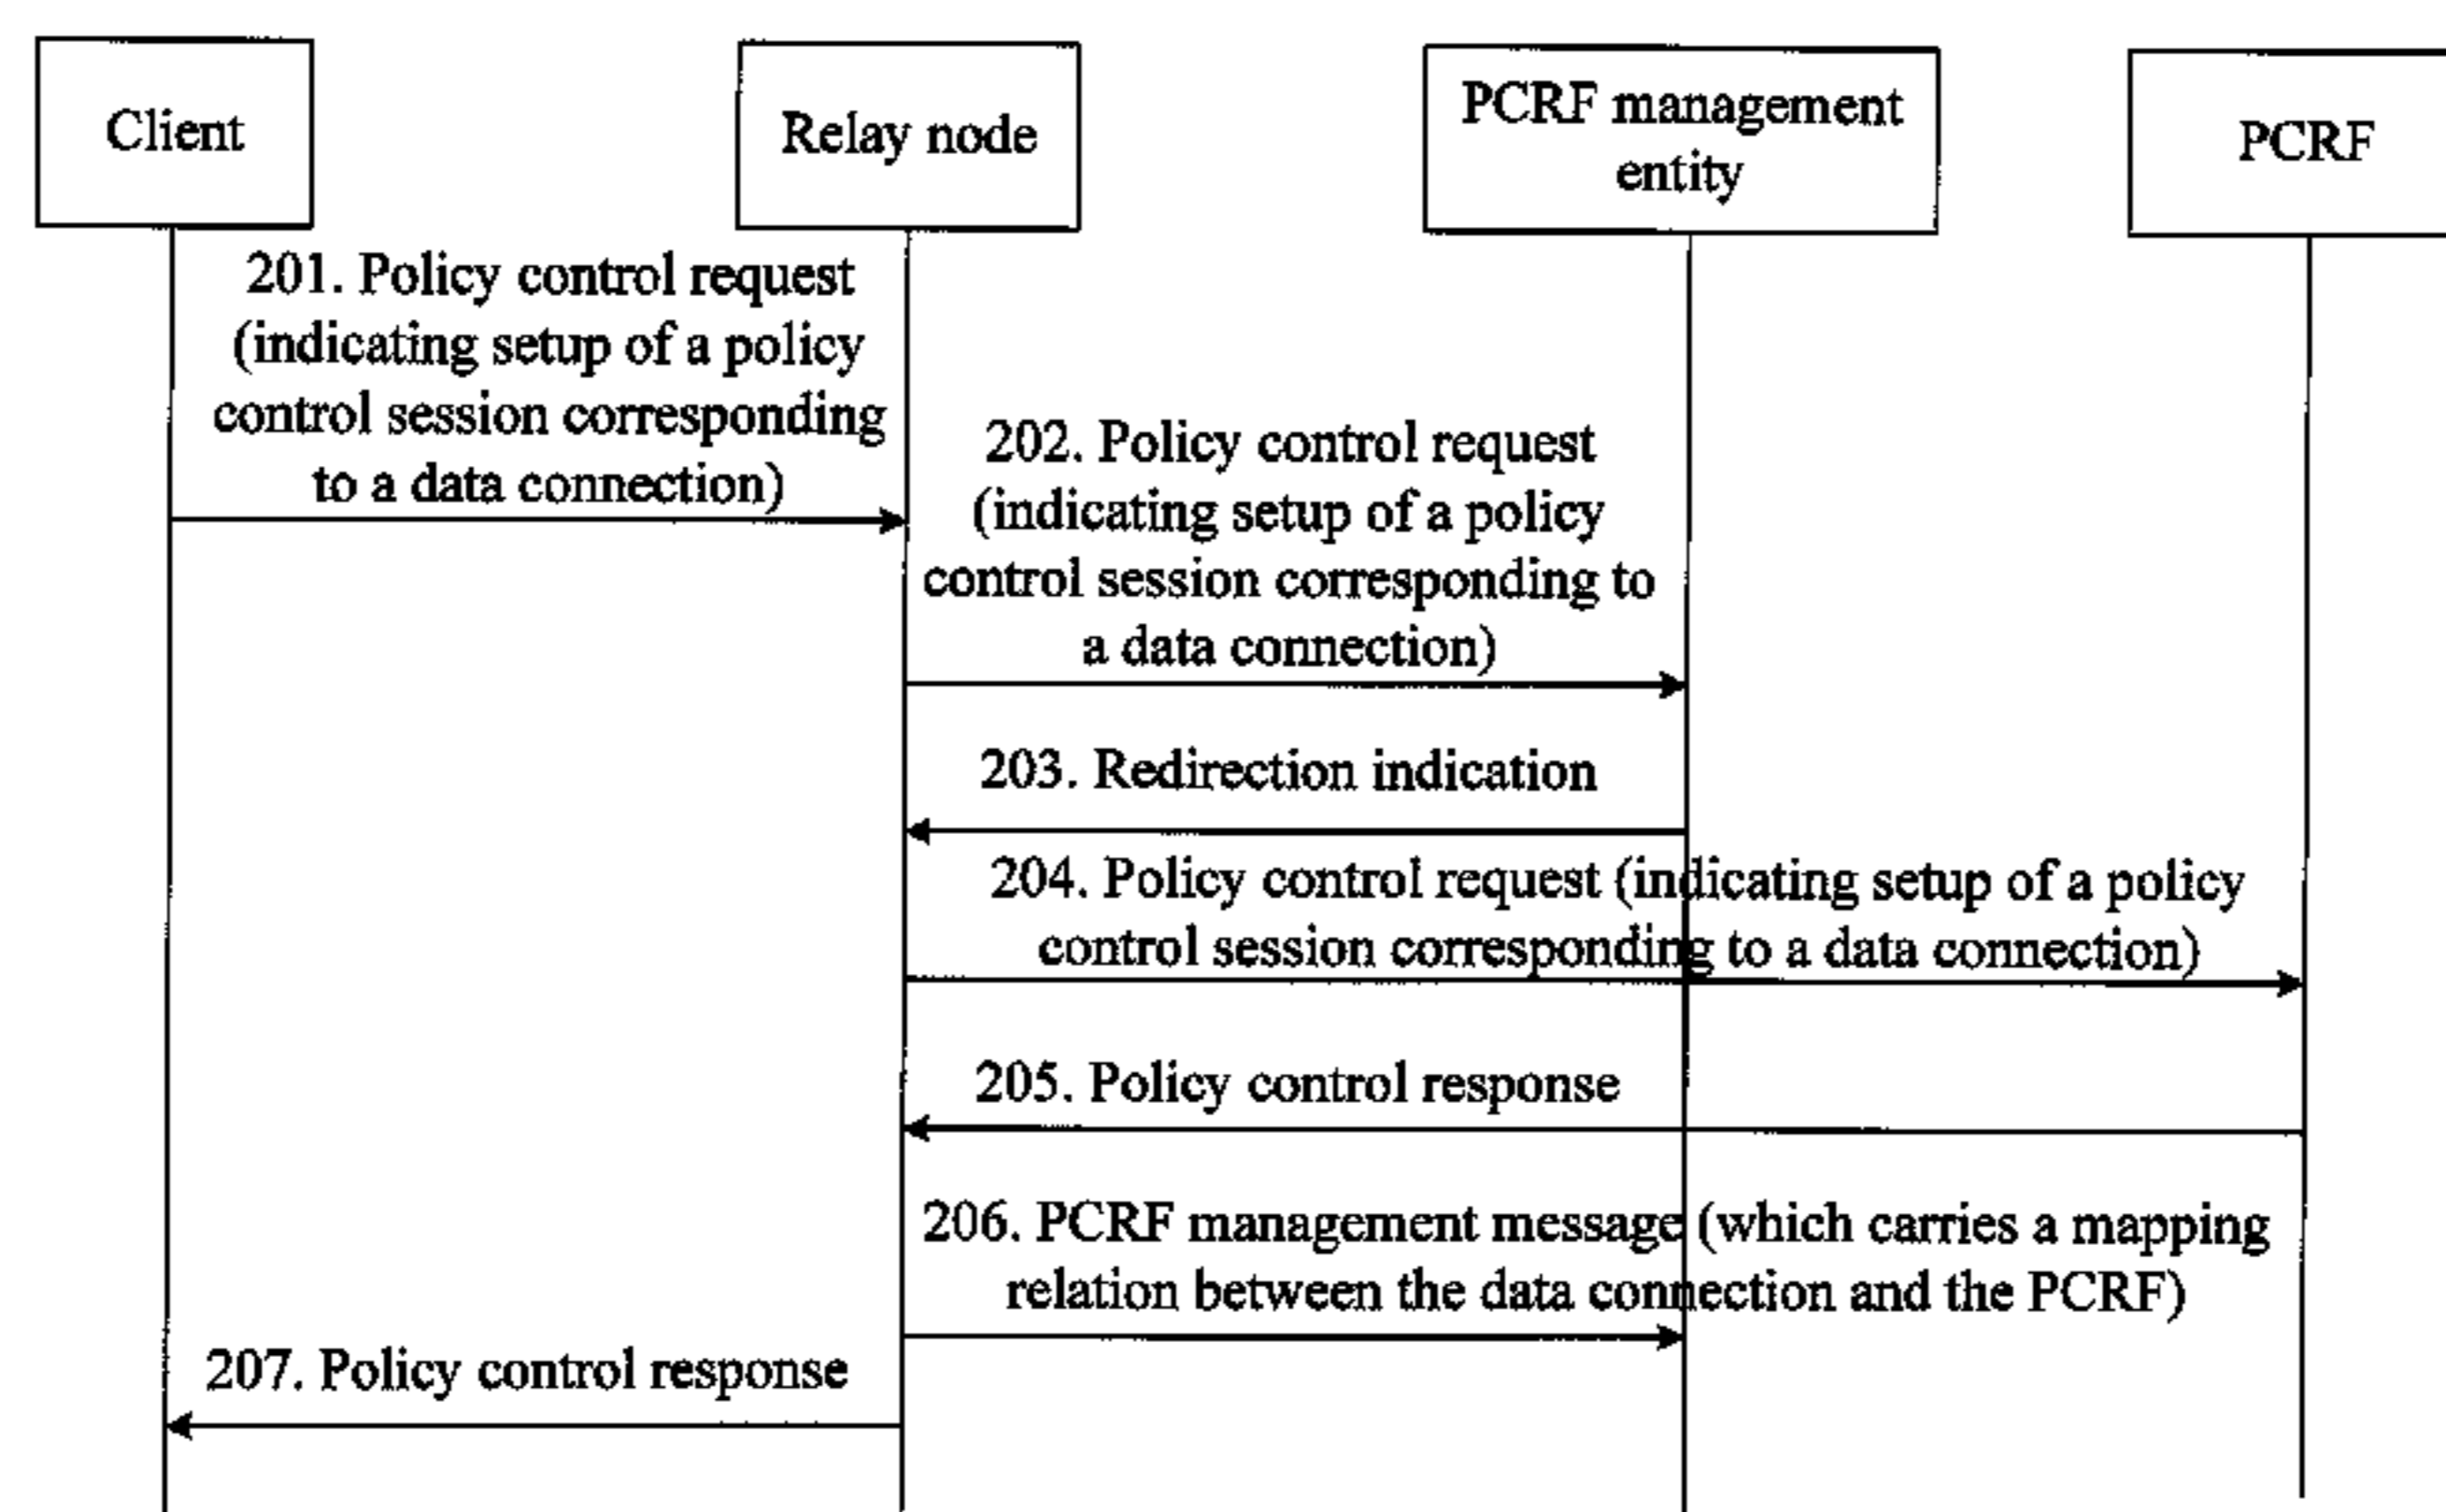 Client
Relay node
PCRF management
entity
PCRF
201. Policy control request
(indicating setup of a policy
control session corresponding
to a data connection)
202. Policy control request
(indicating setup of a policy
control session corresponding to
a data connection)
203. Redirection indication
204. Policy control request (indicating setup of a policy
control session corresponding to a data connection)
205. Policy control response
206. PCRF management message (which carries a mapping
relation between the data connection and the PCRF)
207. Policy control response